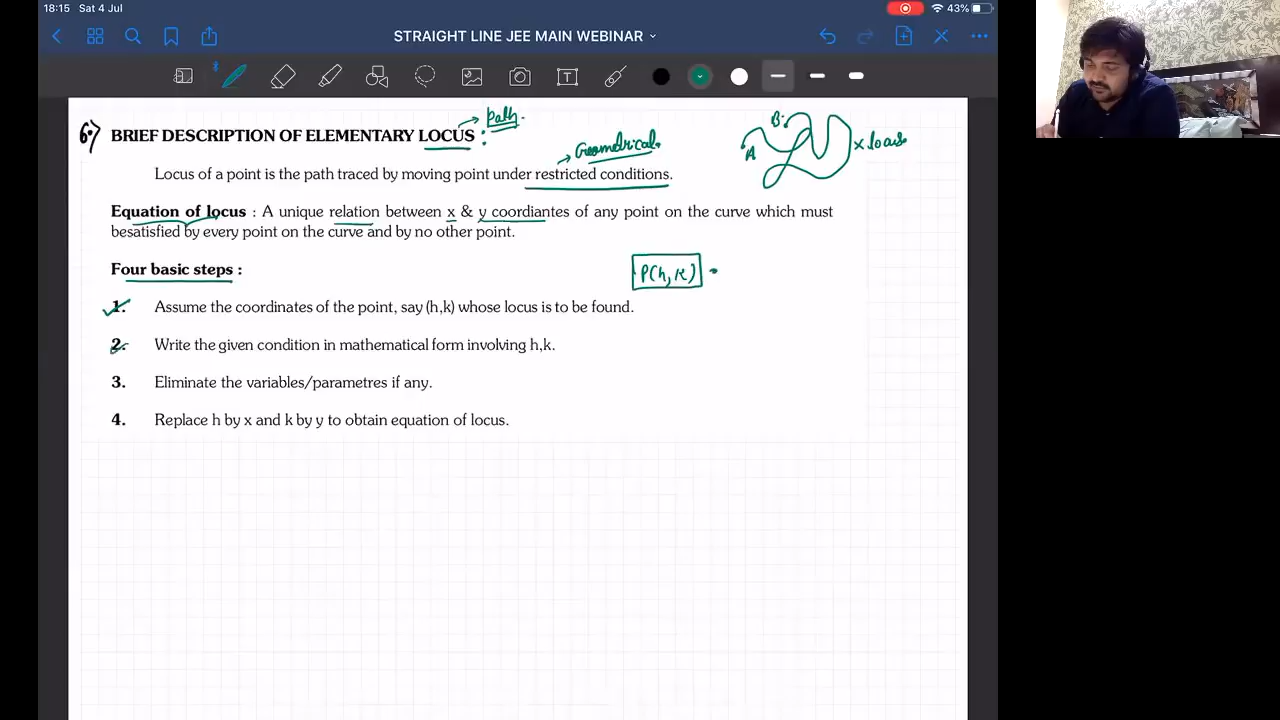 18:15 Sat 4 Jul
43%
STRAIGHT LINE JEE MAIN WEBINAR
T
6.) BRIEF DESCRIPTION OF ELEMENTARY LOCUS : → Path.
→ Geometrical.
A B x locus
Locus of a point is the path traced by moving point under restricted conditions.
Equation of locus : A unique relation between x & y coordiantes of any point on the curve which must
besatisfied by every point on the curve and by no other point.
Four basic steps :
P(h, k)
1. Assume the coordinates of the point, say (h,k) whose locus is to be found.
2. Write the given condition in mathematical form involving h,k.
3. Eliminate the variables/parametres if any.
4. Replace h by x and k by y to obtain equation of locus.